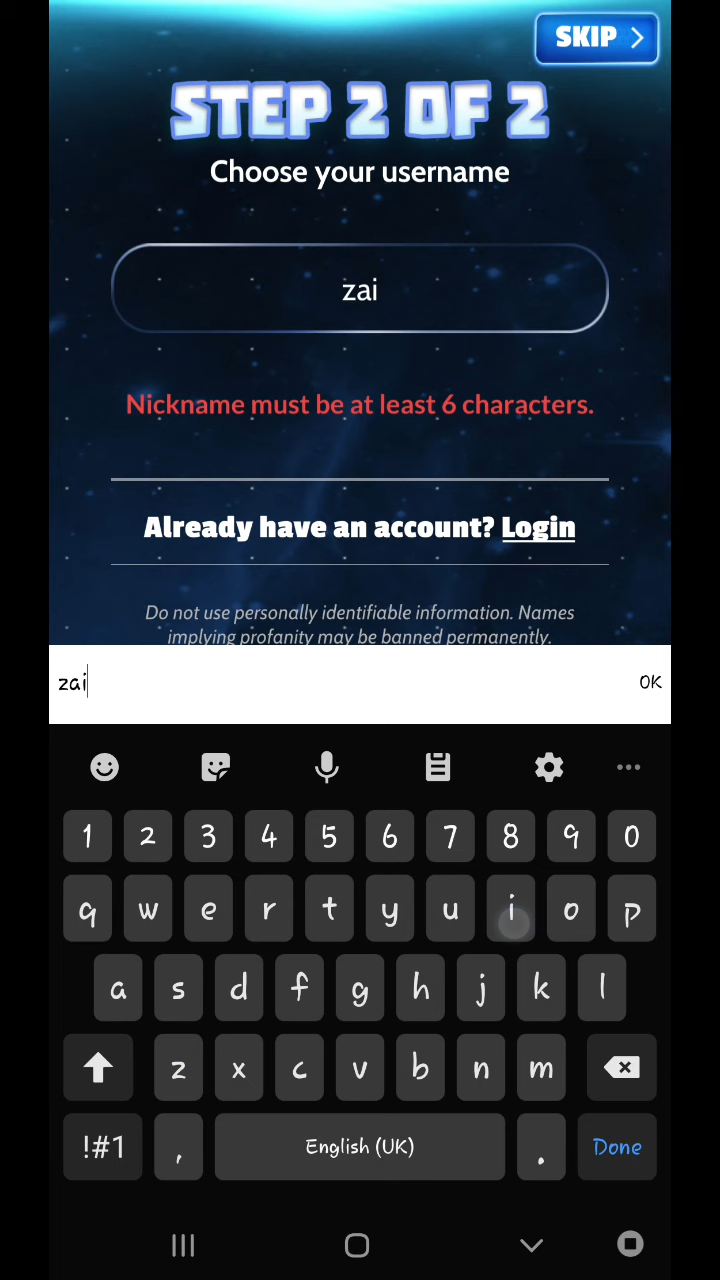 SKIP
STEP 2 OF 2
Choose your username
zai
Nickname must be at least 6 characters.
Already have an account? Login
Do not use personally identifiable information. Names
implying profanity may be banned permanently.
zai
OK
1 2 3 4 5 6 7 8 9 0
q w e r t y u i o p
a s d f g h j k l
z x c v b n m
!#1 , English (UK) . Done